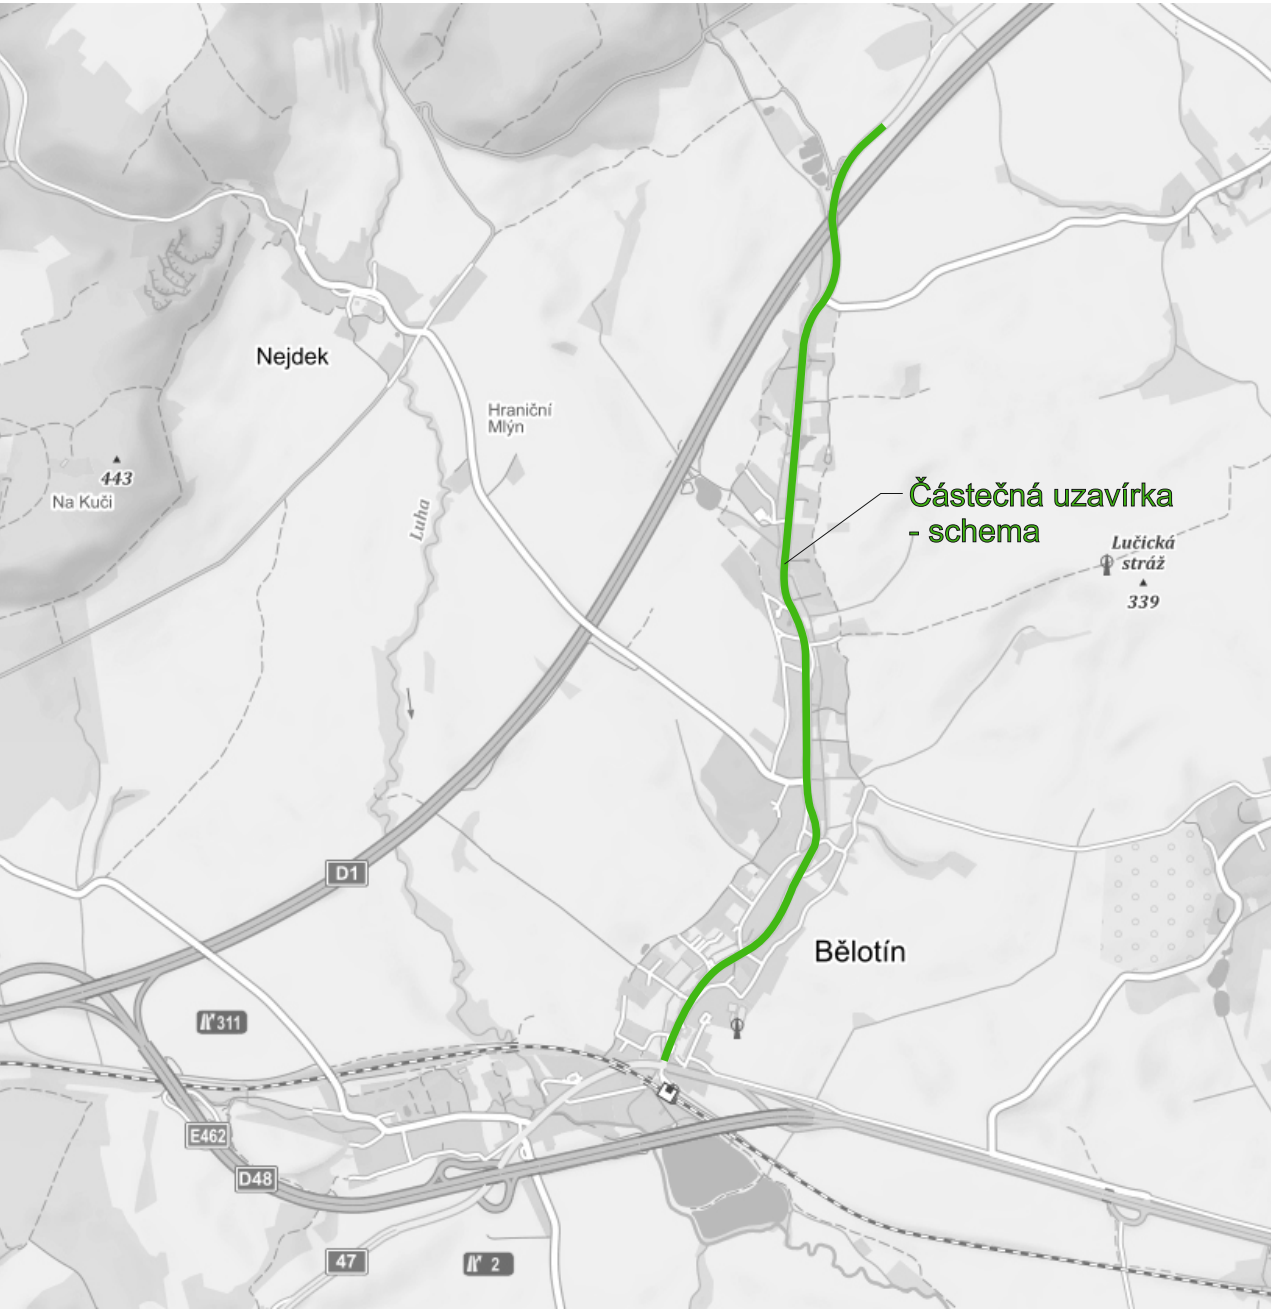 Nejdek
Hraniční
Mlýn
443
Na Kuči
Luha
Částečná uzavírka
- schema
Lučická
stráž
339
D1
Bělotín
311
E462
D48
47
2